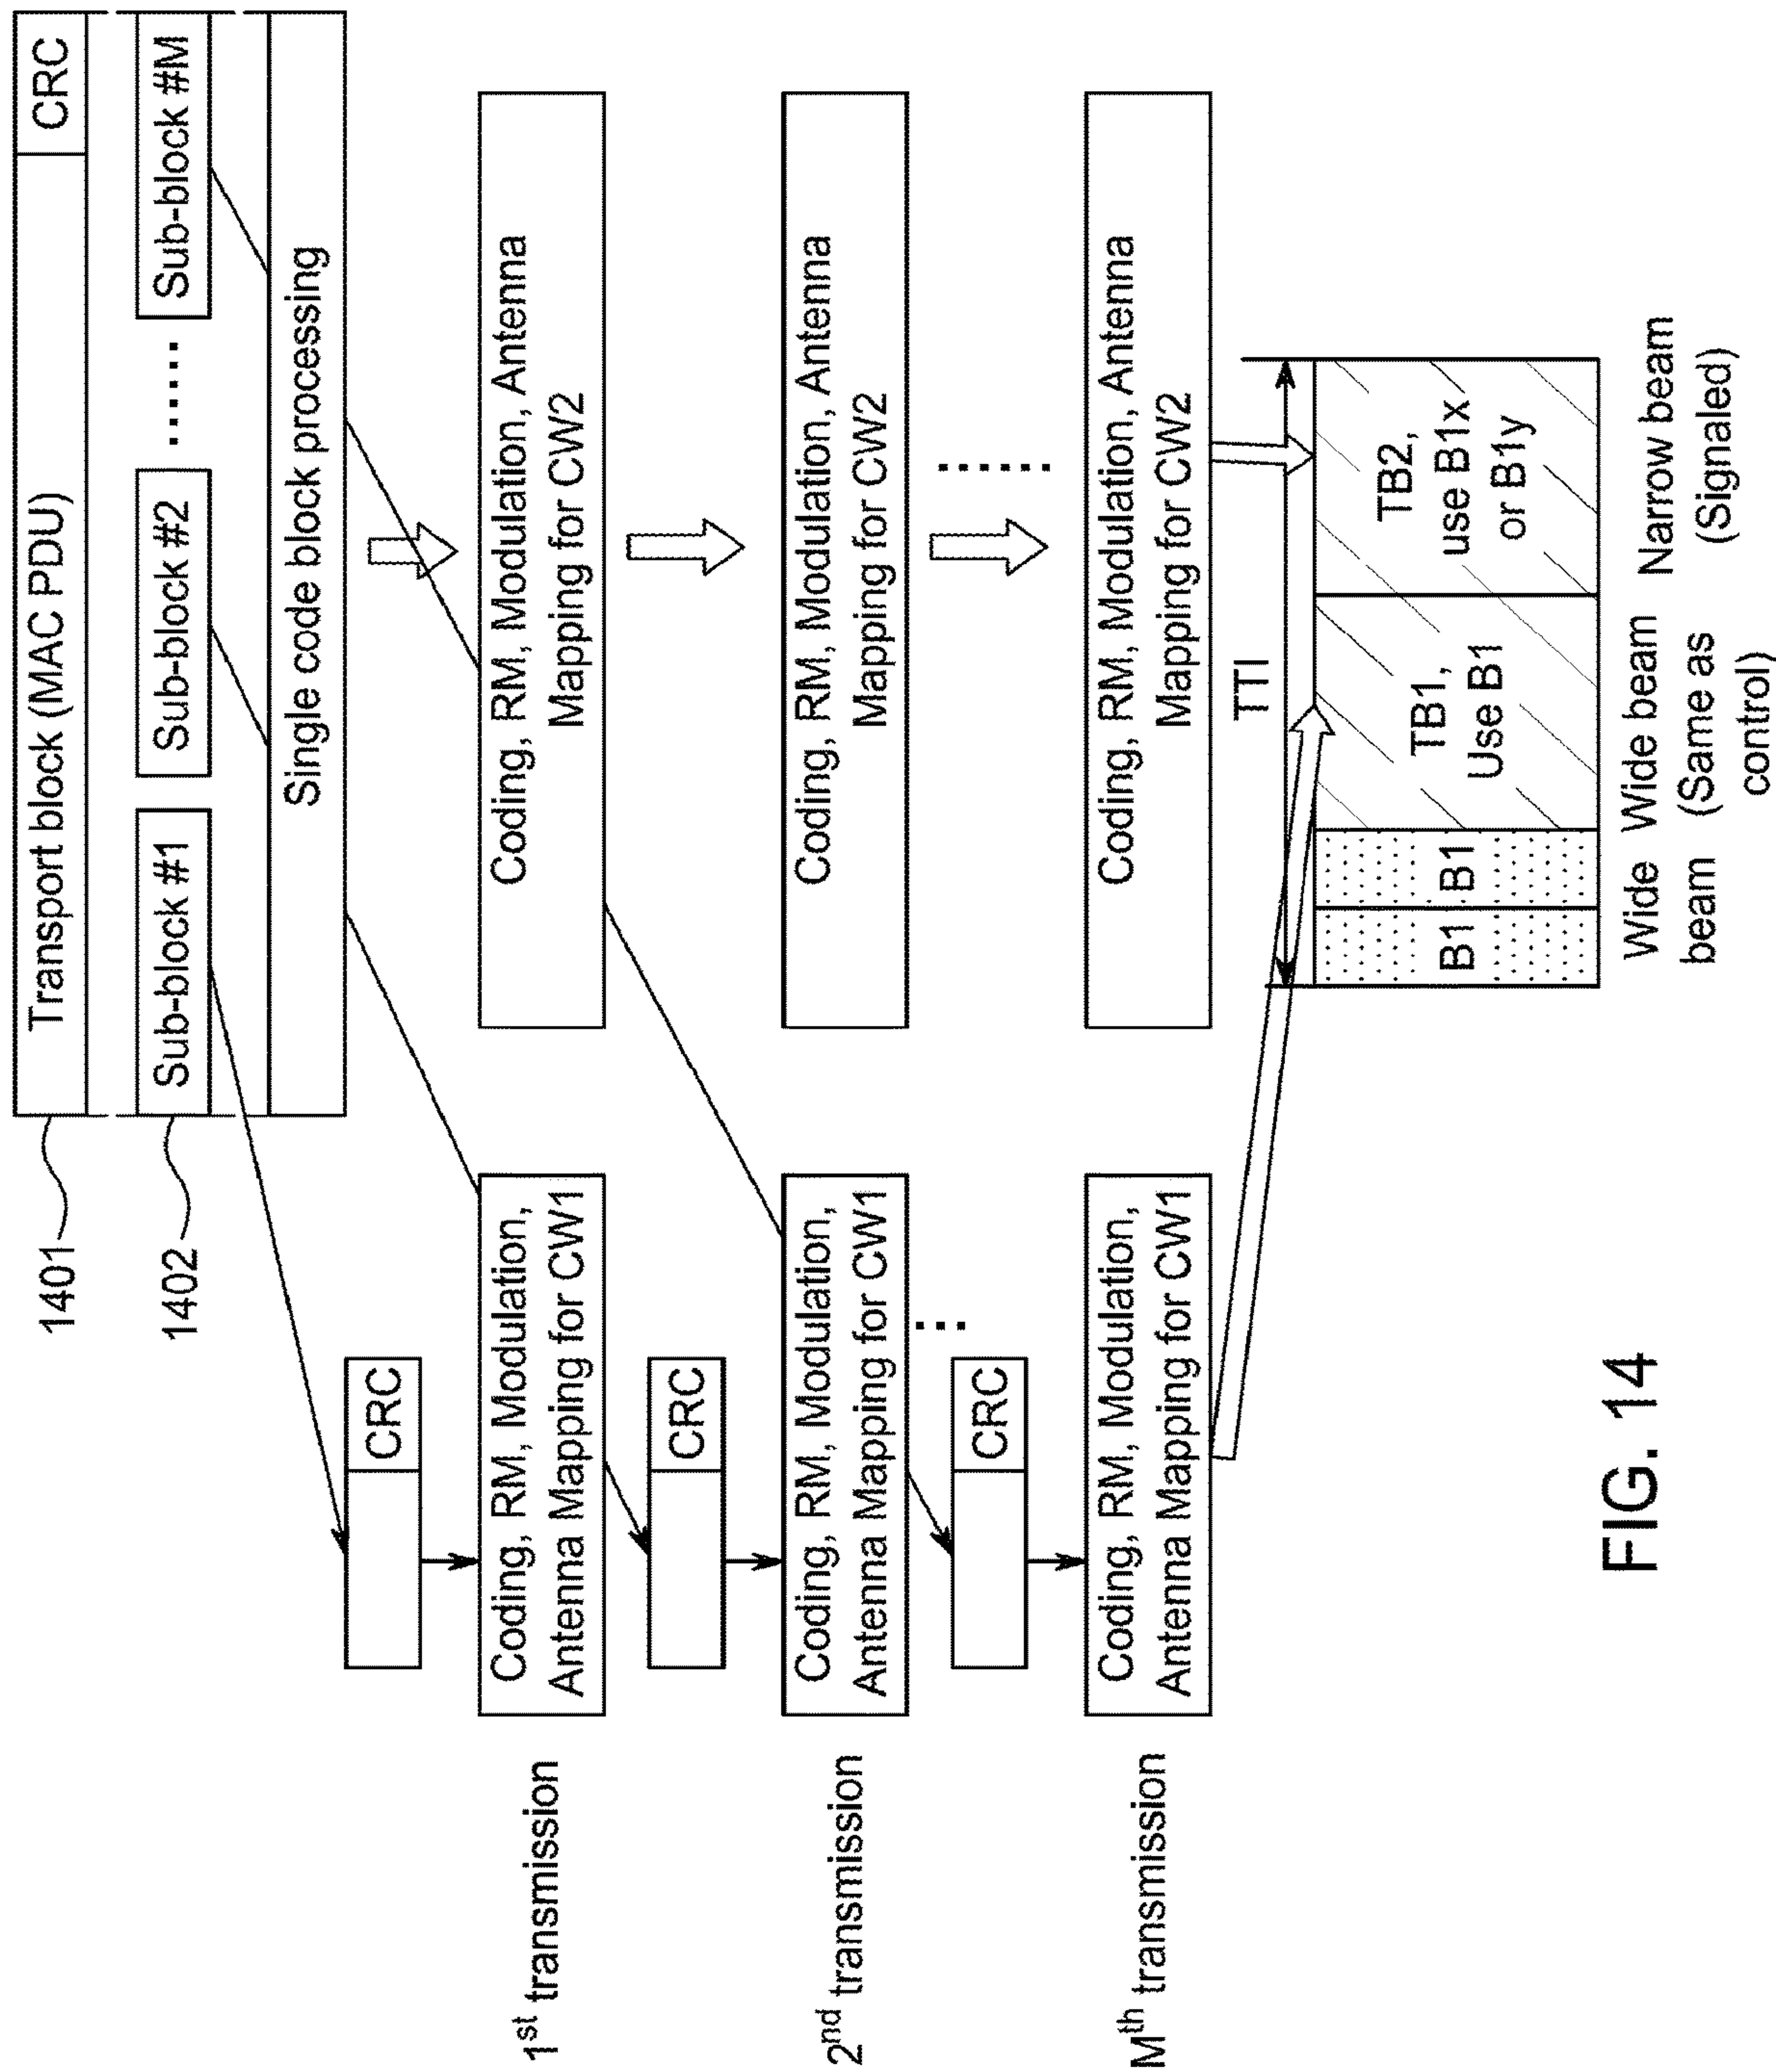 1401
Transport block (MAC PDU)
CRC
1402
Sub-block #1
Sub-block #2
......
Sub-block #M
Single code block processing
CRC
1st transmission
Coding, RM, Modulation,
Antenna Mapping for CW1
Coding, RM, Modulation, Antenna
Mapping for CW2
CRC
2nd transmission
Coding, RM, Modulation,
Antenna Mapping for CW1
Coding, RM, Modulation, Antenna
Mapping for CW2
...
......
CRC
Mth transmission
Coding, RM, Modulation,
Antenna Mapping for CW1
Coding, RM, Modulation, Antenna
Mapping for CW2
TTI
B1
B1
TB1,
Use B1
TB2,
use B1x
or B1y
Wide
beam
Wide beam
(Same as
control)
Narrow beam
(Signaled)
FIG. 14